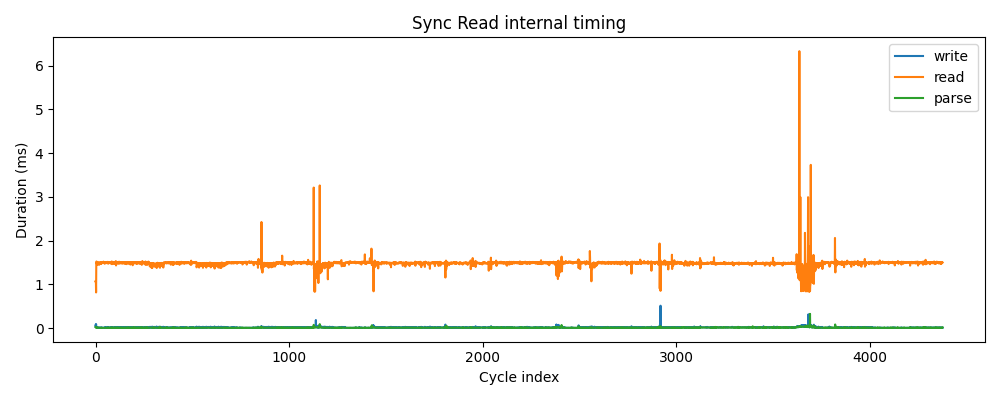 Sync Read internal timing
Duration (ms)
6
5
4
3
2
1
0
write
read
parse
0 1000 2000 3000 4000
Cycle index